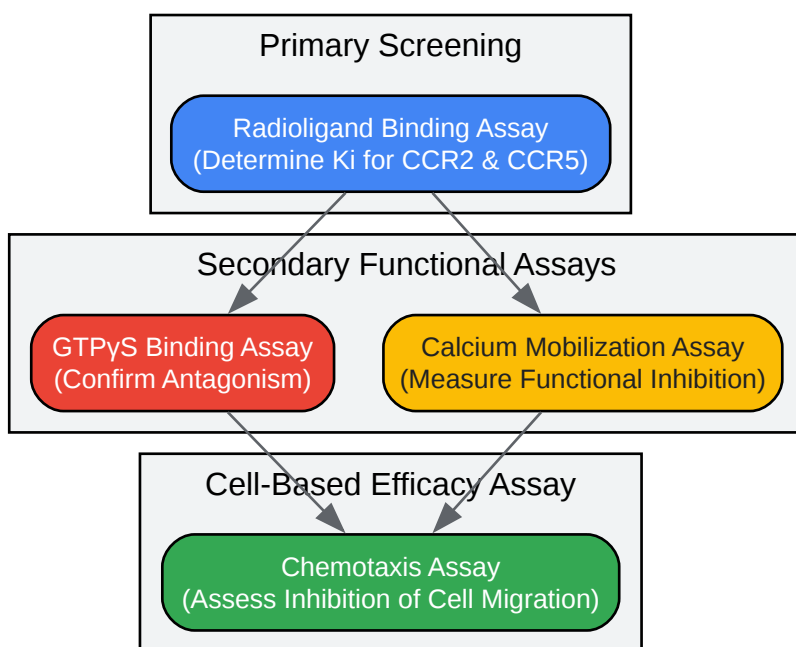 Primary Screening
Radioligand Binding Assay
(Determine Ki for CCR2 & CCR5)
Secondary Functional Assays
GTPγS Binding Assay
(Confirm Antagonism)
Calcium Mobilization Assay
(Measure Functional Inhibition)
Cell-Based Efficacy Assay
Chemotaxis Assay
(Assess Inhibition of Cell Migration)